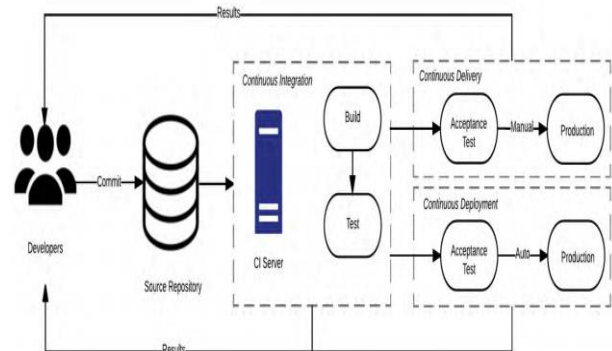 Results
Continuous Integration
Continuous Delivery
Build
Acceptance
Test
Manual
Production
Commit
Continuous Deployment
Test
Developers
CI Server
Source Repository
Acceptance
Test
Auto
Production
Results